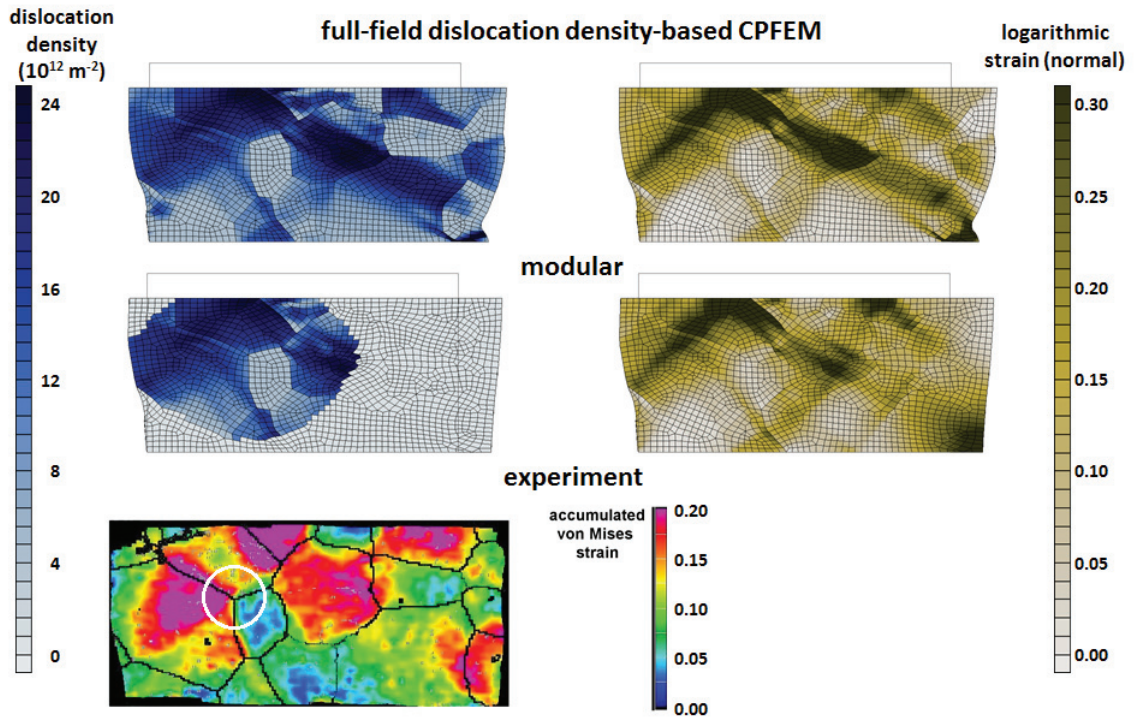 dislocation
density
(10¹² m⁻²)
full-field dislocation density-based CPFEM
logarithmic
strain (normal)
24
20
16
12
8
4
0
0.30
0.25
0.20
0.15
0.10
0.05
0.00
modular
experiment
accumulated
von Mises
strain
0.20
0.15
0.10
0.05
0.00